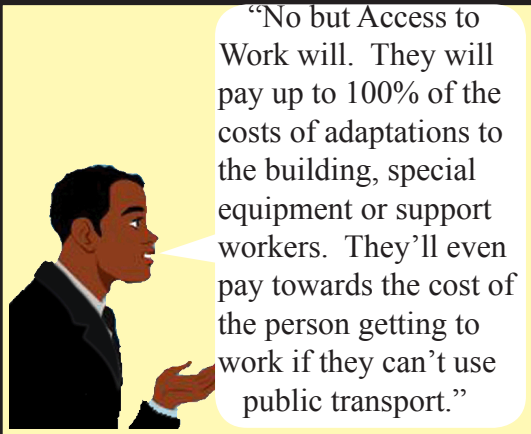 “No but Access to
Work will.  They will
pay up to 100% of the
costs of adaptations to
the building, special
equipment or support
workers.  They’ll even
pay towards the cost of
the person getting to
work if they can’t use
public transport.”